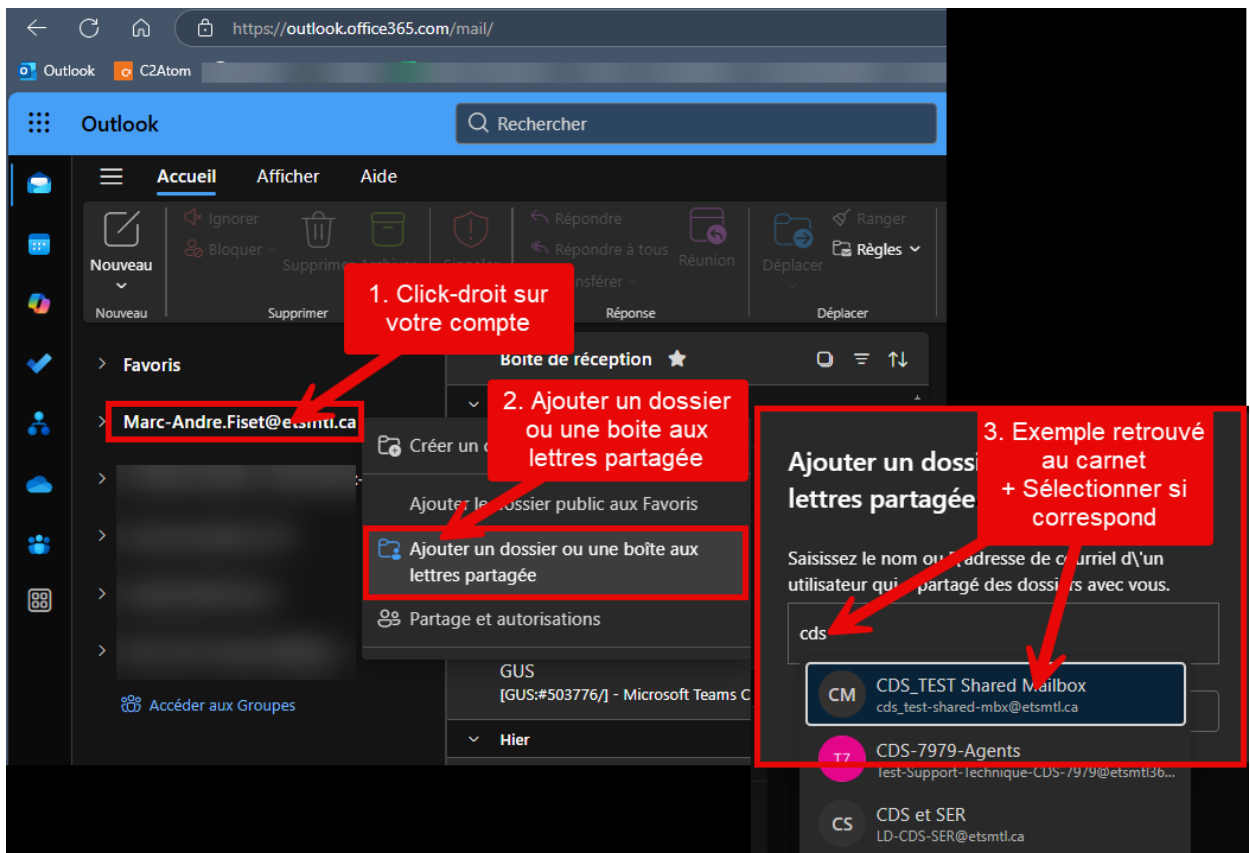 https://outlook.office365.com/mail/
Outlook
C2Atom
Outlook
Rechercher
Accueil
Afficher
Aide
Nouveau
Ignorer
Bloquer
Supprimer
Répondre
Répondre à tous
Réunion
Déplacer
Ranger
Règles
Nouveau
Supprimer
Réponse
Déplacer
1. Click-droit sur
votre compte
Favoris
Boîte de réception
Marc-Andre.Fiset@etsmtl.ca
2. Ajouter un dossier
ou une boite aux
lettres partagée
Créer un
Ajouter le dossier public aux Favoris
Ajouter un dossier ou une boîte aux
lettres partagée
Partage et autorisations
Accéder aux Groupes
GUS
[GUS:#503776/] - Microsoft Teams C
Hier
3. Exemple retrouvé
au carnet
+ Sélectionner si
correspond
Ajouter un
lettres partagée
Saisissez le nom ou l\'adresse de courriel d\'un
utilisateur qui a partagé des dossiers avec vous.
cds
CM
CDS_TEST Shared Mailbox
cds_test-shared-mbx@etsmtl.ca
T7
CDS-7979-Agents
Test-Support-Technique-CDS-7979@etsmtl36...
CS
CDS et SER
LD-CDS-SER@etsmtl.ca